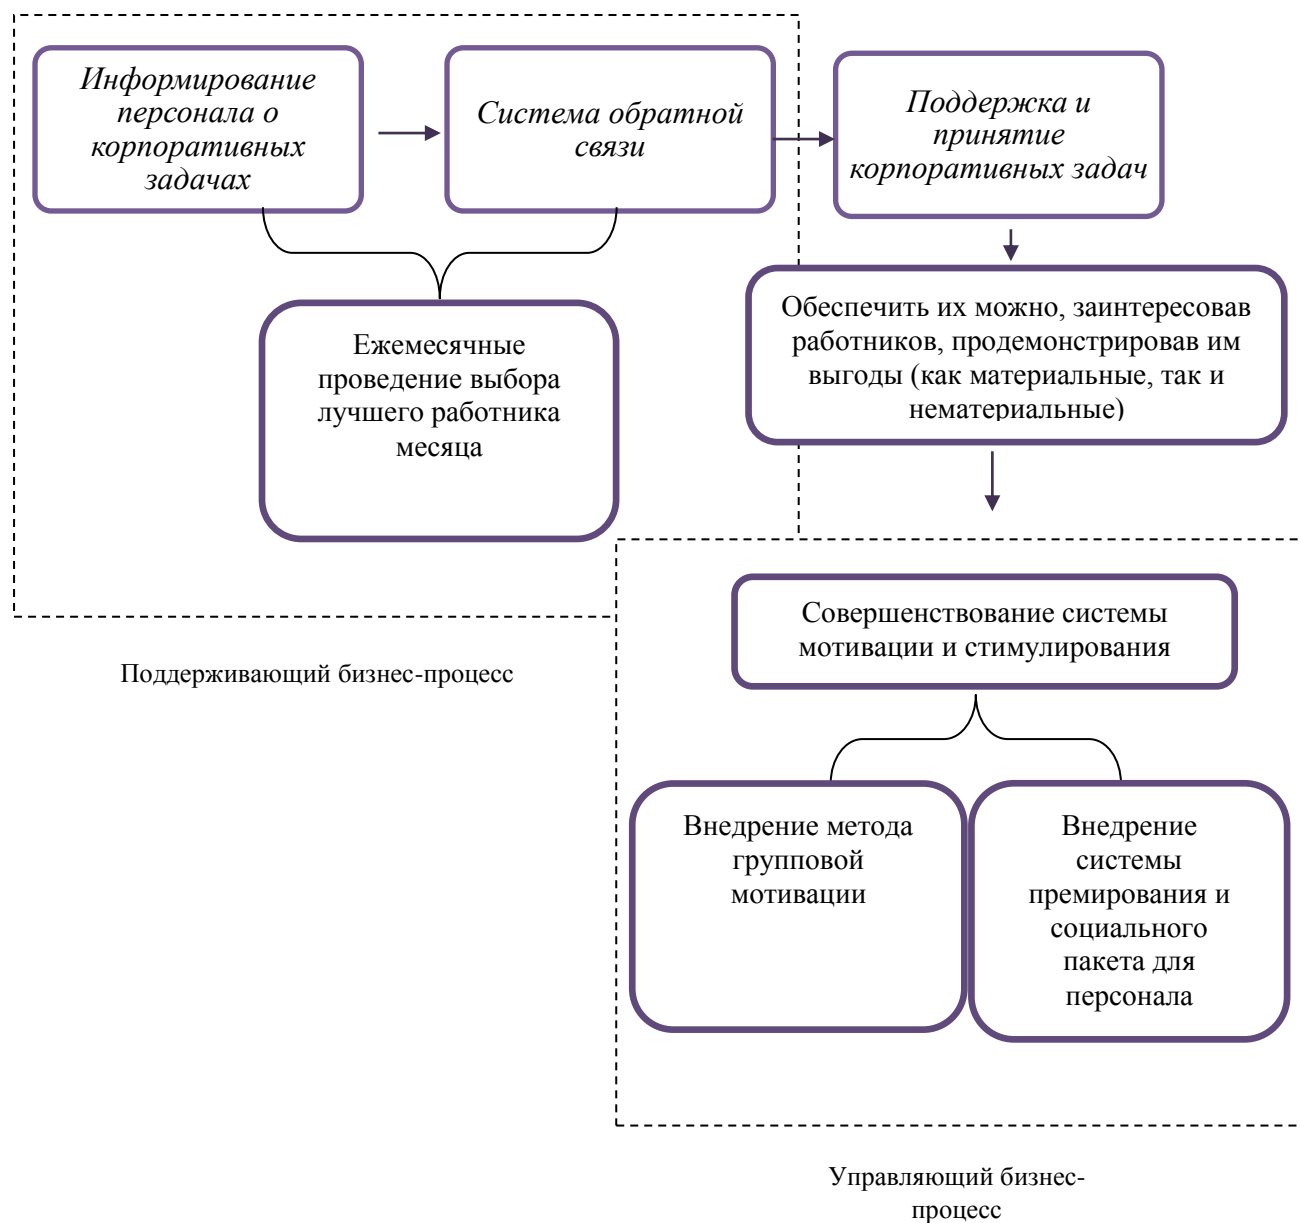 Информирование
персонала о
корпоративных
задачах
Система обратной
связи
Поддержка и
принятие
корпоративных задач
Обеспечить их можно, заинтересовав
работников, продемонстрировав им
выгоды (как материальные, так и
нематериальные)
Ежемесячные
проведение выбора
лучшего работника
месяца
Совершенствование системы
мотивации и стимулирования
Поддерживающий бизнес-процесс
Внедрение метода
групповой
мотивации
Внедрение
системы
премирования и
социального
пакета для
персонала
Управляющий бизнес-
процесс